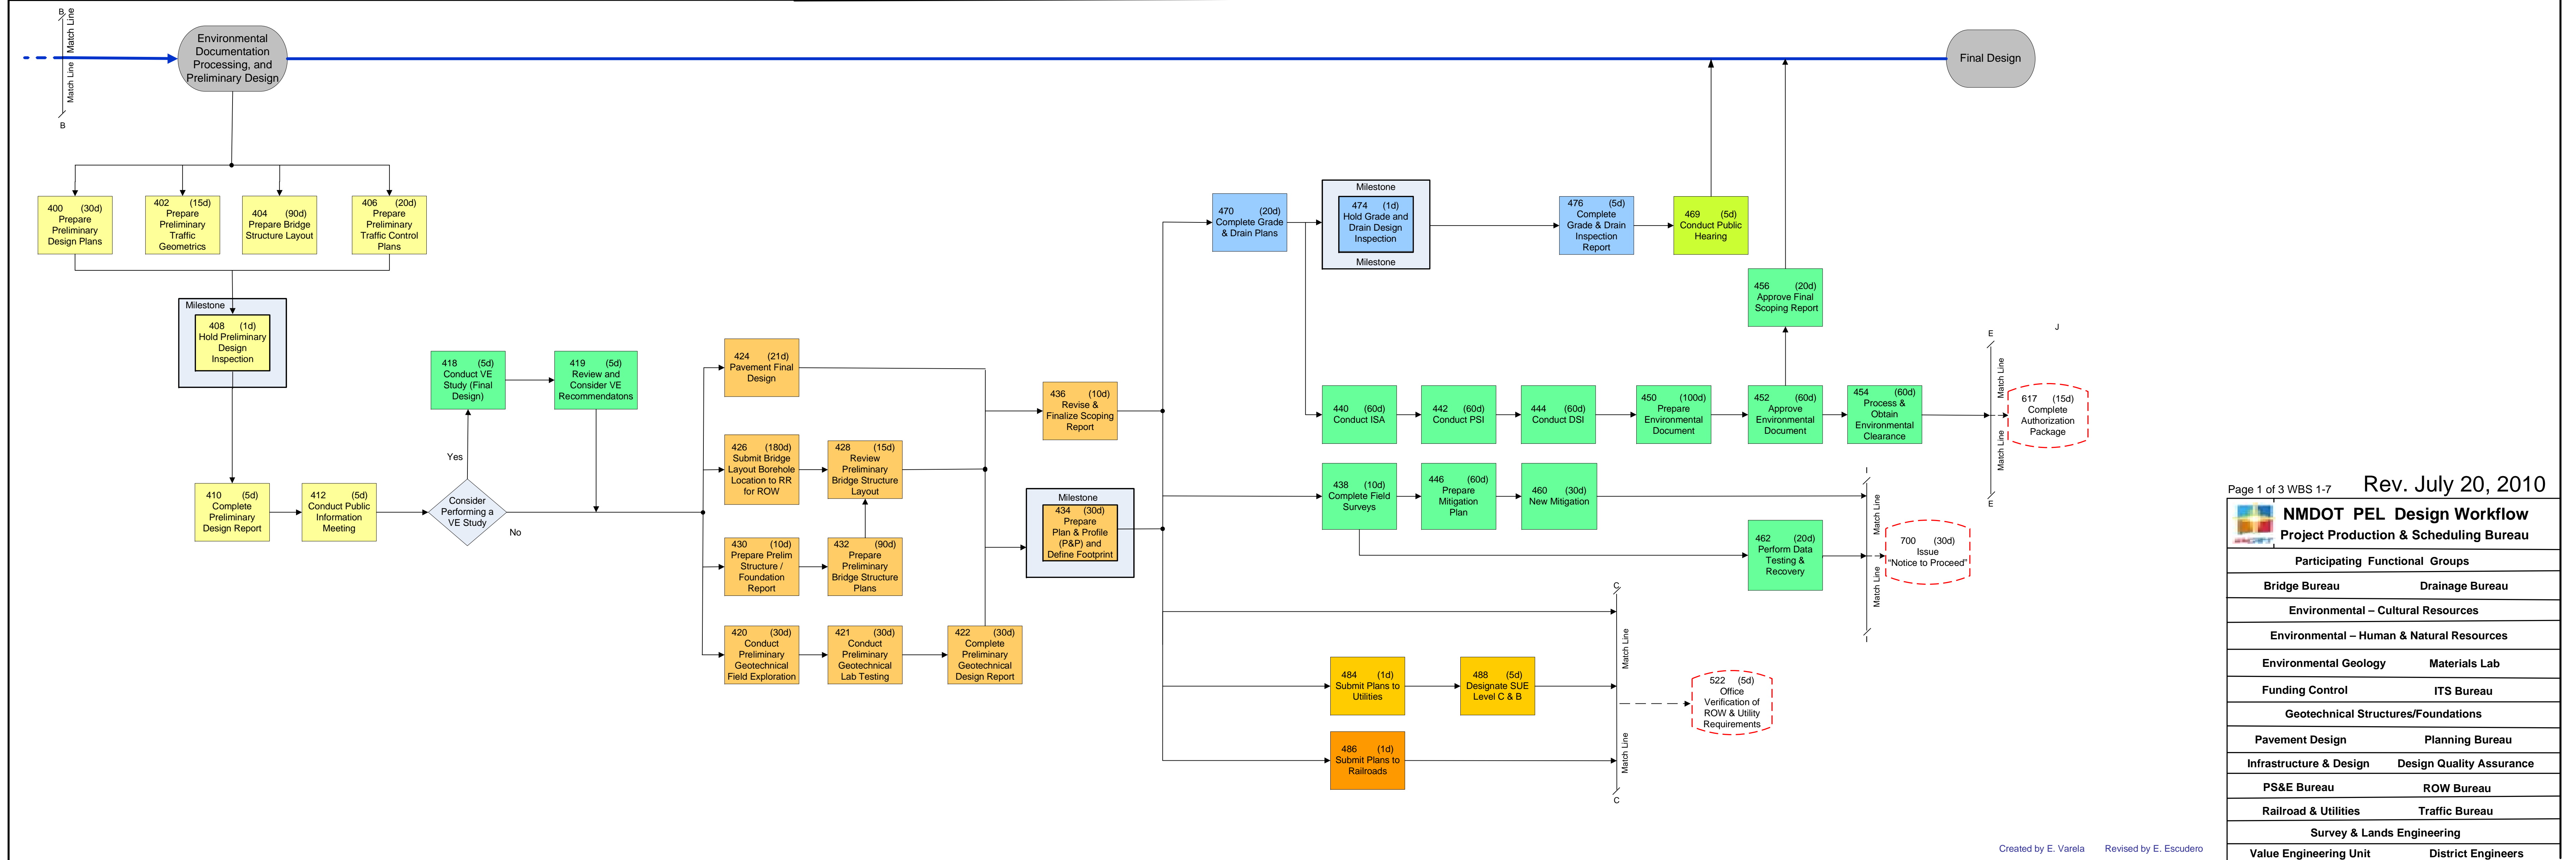 B
Match Line
Match Line
B
Environmental
Documentation
Processing, and
Preliminary Design
Final Design
400 (30d)
Prepare
Preliminary
Design Plans
402 (15d)
Prepare
Preliminary
Traffic
Geometrics
404 (90d)
Prepare Bridge
Structure Layout
406 (20d)
Prepare
Preliminary
Traffic Control
Plans
Milestone
408 (1d)
Hold Preliminary
Design
Inspection
410 (5d)
Complete
Preliminary
Design Report
412 (5d)
Conduct Public
Information
Meeting
Consider
Performing a
VE Study
Yes
No
418 (5d)
Conduct VE
Study (Final
Design)
419 (5d)
Review and
Consider VE
Recommendatons
424 (21d)
Pavement Final
Design
426 (180d)
Submit Bridge
Layout Borehole
Location to RR
for ROW
428 (15d)
Review
Preliminary
Bridge Structure
Layout
430 (10d)
Prepare Prelim
Structure /
Foundation
Report
432 (90d)
Prepare
Preliminary
Bridge Structure
Plans
420 (30d)
Conduct
Preliminary
Geotechnical
Field Exploration
421 (30d)
Conduct
Preliminary
Geotechnical
Lab Testing
422 (30d)
Complete
Preliminary
Geotechnical
Design Report
436 (10d)
Revise &
Finalize Scoping
Report
Milestone
434 (30d)
Prepare
Plan & Profile
(P&P) and
Define Footprint
470 (20d)
Complete Grade
& Drain Plans
Milestone
474 (1d)
Hold Grade and
Drain Design
Inspection
Milestone
476 (5d)
Complete
Grade & Drain
Inspection
Report
469 (5d)
Conduct Public
Hearing
456 (20d)
Approve Final
Scoping Report
440 (60d)
Conduct ISA
442 (60d)
Conduct PSI
444 (60d)
Conduct DSI
450 (100d)
Prepare
Environmental
Document
452 (60d)
Approve
Environmental
Document
454 (60d)
Process &
Obtain
Environmental
Clearance
E
Match Line
Match Line
E
J
617 (15d)
Complete
Authorization
Package
438 (10d)
Complete Field
Surveys
446 (60d)
Prepare
Mitigation
Plan
460 (30d)
New Mitigation
462 (20d)
Perform Data
Testing &
Recovery
I
Match Line
Match Line
I
700 (30d)
Issue
"Notice to Proceed"
484 (1d)
Submit Plans to
Utilities
488 (5d)
Designate SUE
Level C & B
486 (1d)
Submit Plans to
Railroads
C
Match Line
Match Line
C
522 (5d)
Office
Verification of
ROW & Utility
Requirements
Page 1 of 3 WBS 1-7 Rev. July 20, 2010
NMDOT PEL Design Workflow
Project Production & Scheduling Bureau
Participating Functional Groups
Bridge Bureau Drainage Bureau
Environmental – Cultural Resources
Environmental – Human & Natural Resources
Environmental Geology Materials Lab
Funding Control ITS Bureau
Geotechnical Structures/Foundations
Pavement Design Planning Bureau
Infrastructure & Design Design Quality Assurance
PS&E Bureau ROW Bureau
Railroad & Utilities Traffic Bureau
Survey & Lands Engineering
Value Engineering Unit District Engineers
Created by E. Varela Revised by E. Escudero